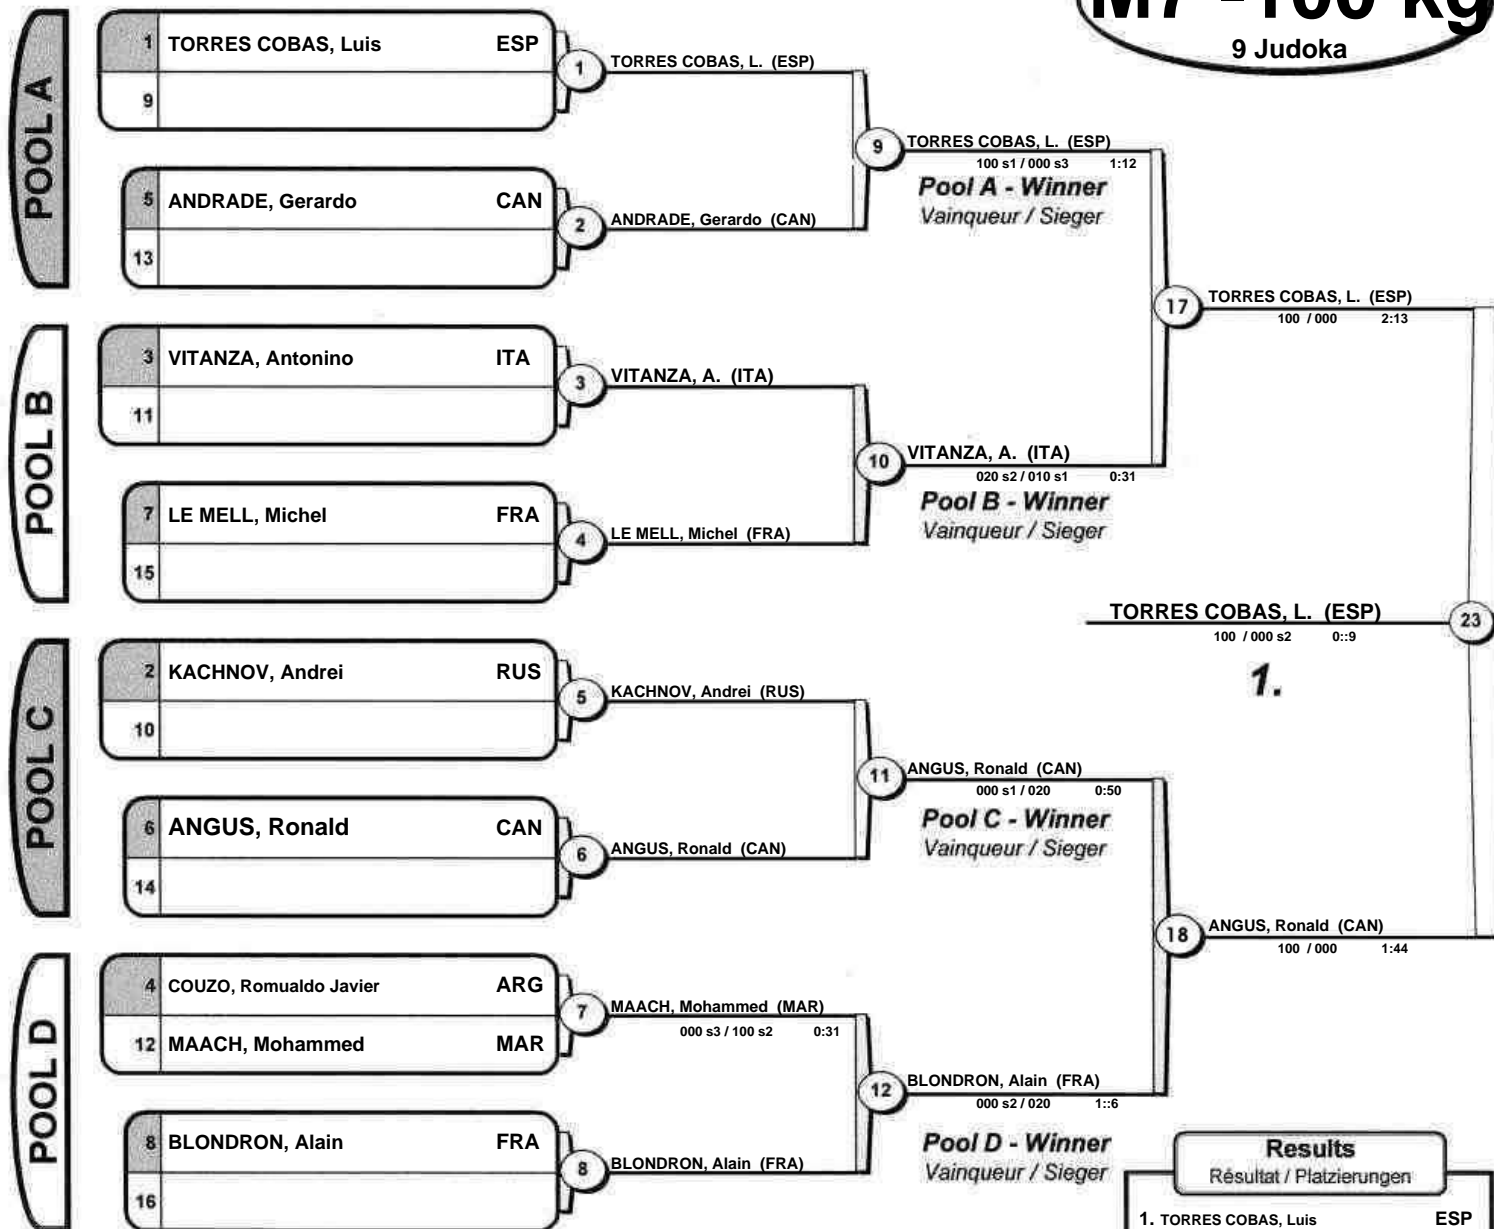 M7 -100 kg
9 Judoka
POOL A
1 TORRES COBAS, Luis ESP
9
5 ANDRADE, Gerardo CAN
13
1 TORRES COBAS, L. (ESP)
2 ANDRADE, Gerardo (CAN)
9 TORRES COBAS, L. (ESP)
100 s1 / 000 s3 1:12
Pool A - Winner
Vainqueur / Sieger
POOL B
3 VITANZA, Antonino ITA
11
7 LE MELL, Michel FRA
15
3 VITANZA, A. (ITA)
4 LE MELL, Michel (FRA)
10 VITANZA, A. (ITA)
020 s2 / 010 s1 0:31
Pool B - Winner
Vainqueur / Sieger
17 TORRES COBAS, L. (ESP)
100 / 000 2:13
TORRES COBAS, L. (ESP) 23
100 / 000 s2 0::9
1.
POOL C
2 KACHNOV, Andrei RUS
10
6 ANGUS, Ronald CAN
14
5 KACHNOV, Andrei (RUS)
6 ANGUS, Ronald (CAN)
11 ANGUS, Ronald (CAN)
000 s1 / 020 0:50
Pool C - Winner
Vainqueur / Sieger
18 ANGUS, Ronald (CAN)
100 / 000 1:44
POOL D
4 COUZO, Romualdo Javier ARG
12 MAACH, Mohammed MAR
8 BLONDRON, Alain FRA
16
7 MAACH, Mohammed (MAR)
000 s3 / 100 s2 0:31
8 BLONDRON, Alain (FRA)
12 BLONDRON, Alain (FRA)
000 s2 / 020 1::6
Pool D - Winner
Vainqueur / Sieger
Results
Résultat / Platzierungen
1. TORRES COBAS, Luis ESP